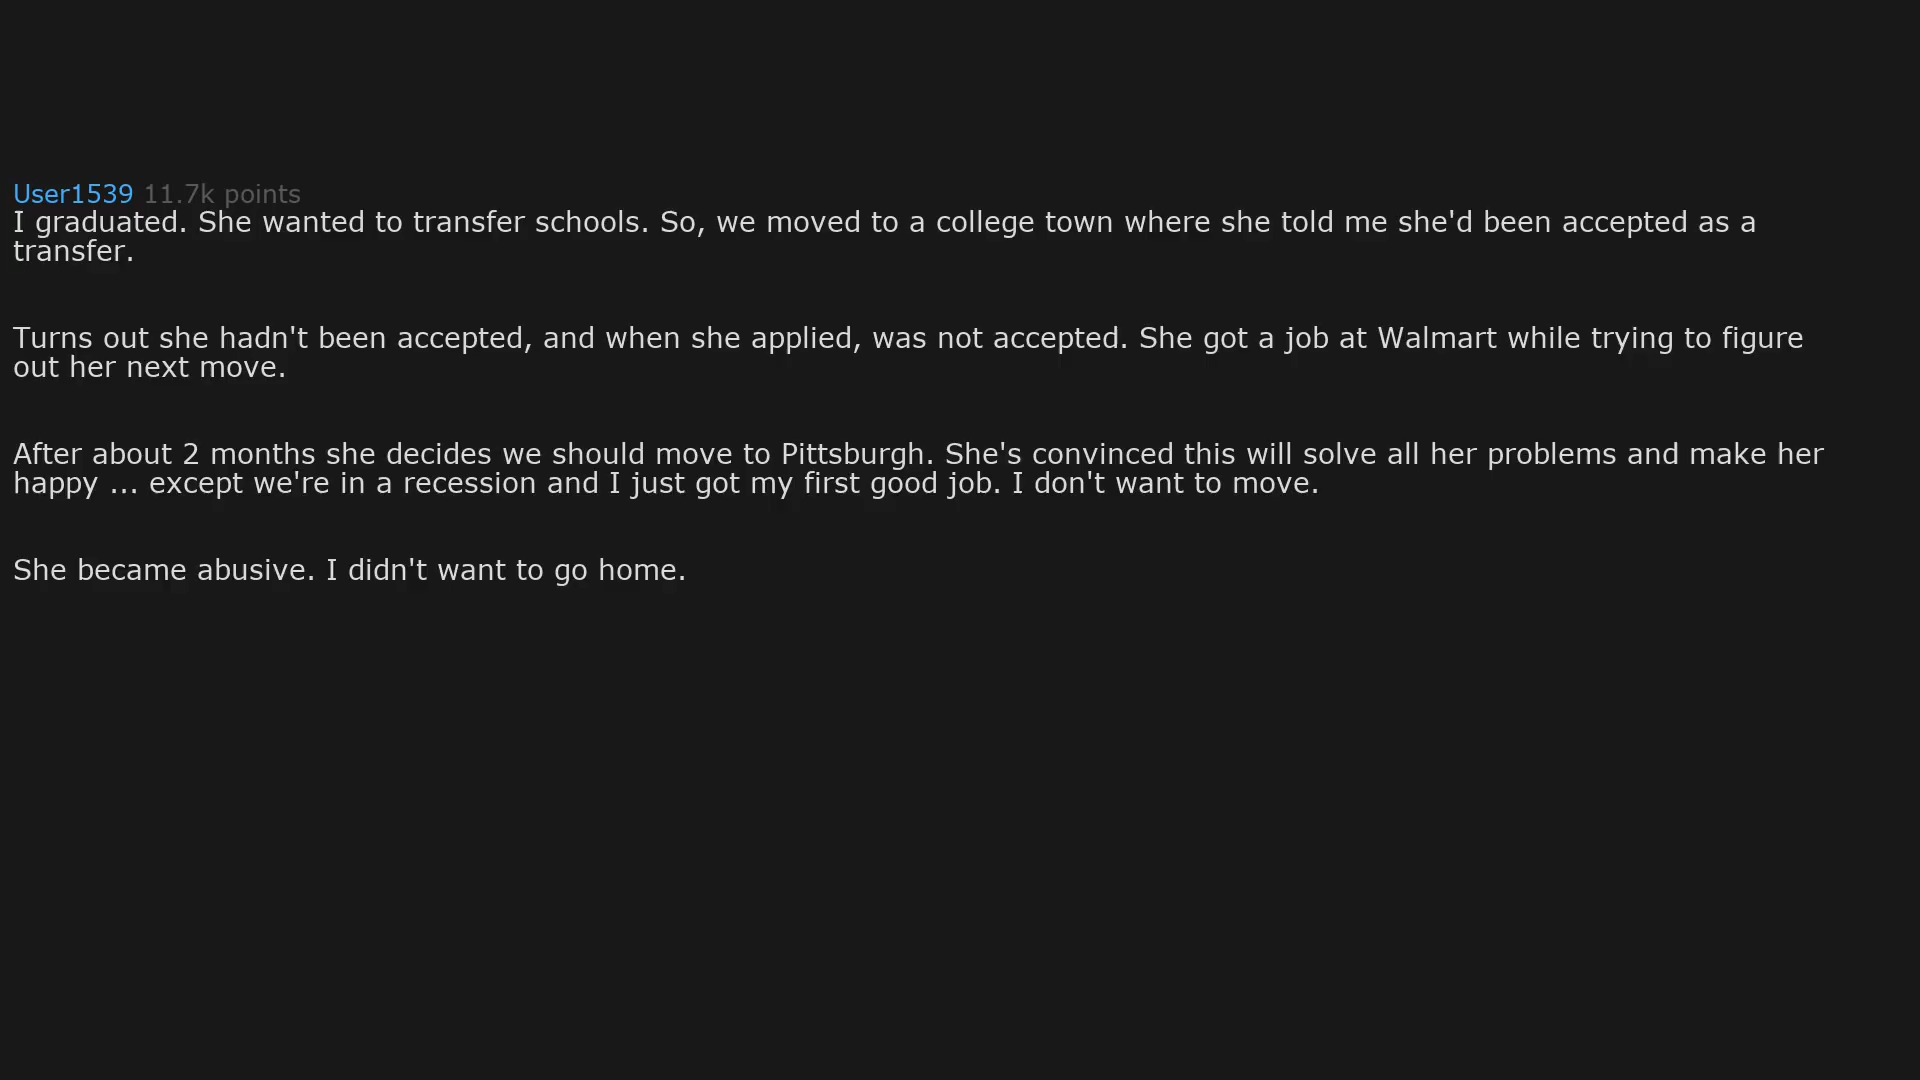 User1539 11.7k points
I graduated. She wanted to transfer schools. So, we moved to a college town where she told me she'd been accepted as a
transfer.
Turns out she hadn't been accepted, and when she applied, was not accepted. She got a job at Walmart while trying to figure
out her next move.
After about 2 months she decides we should move to Pittsburgh. She's convinced this will solve all her problems and make her
happy ... except we're in a recession and I just got my first good job. I don't want to move.
She became abusive. I didn't want to go home.